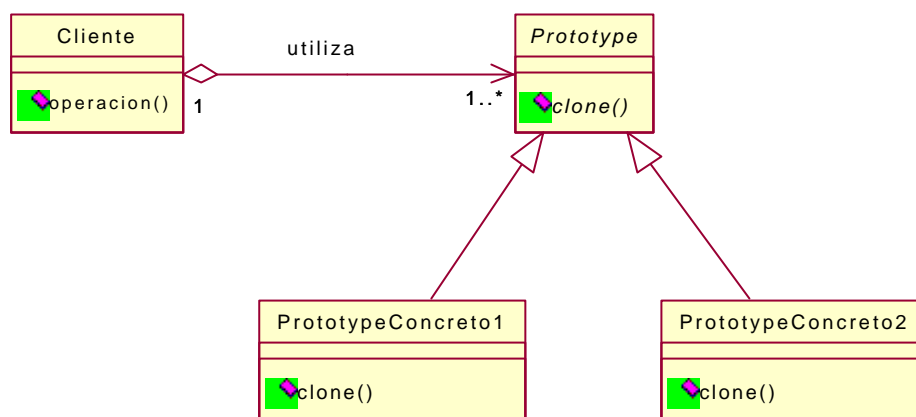 Cliente
operacion()
utiliza
1
1..*
Prototype
clone()
PrototypeConcreto1
clone()
PrototypeConcreto2
clone()